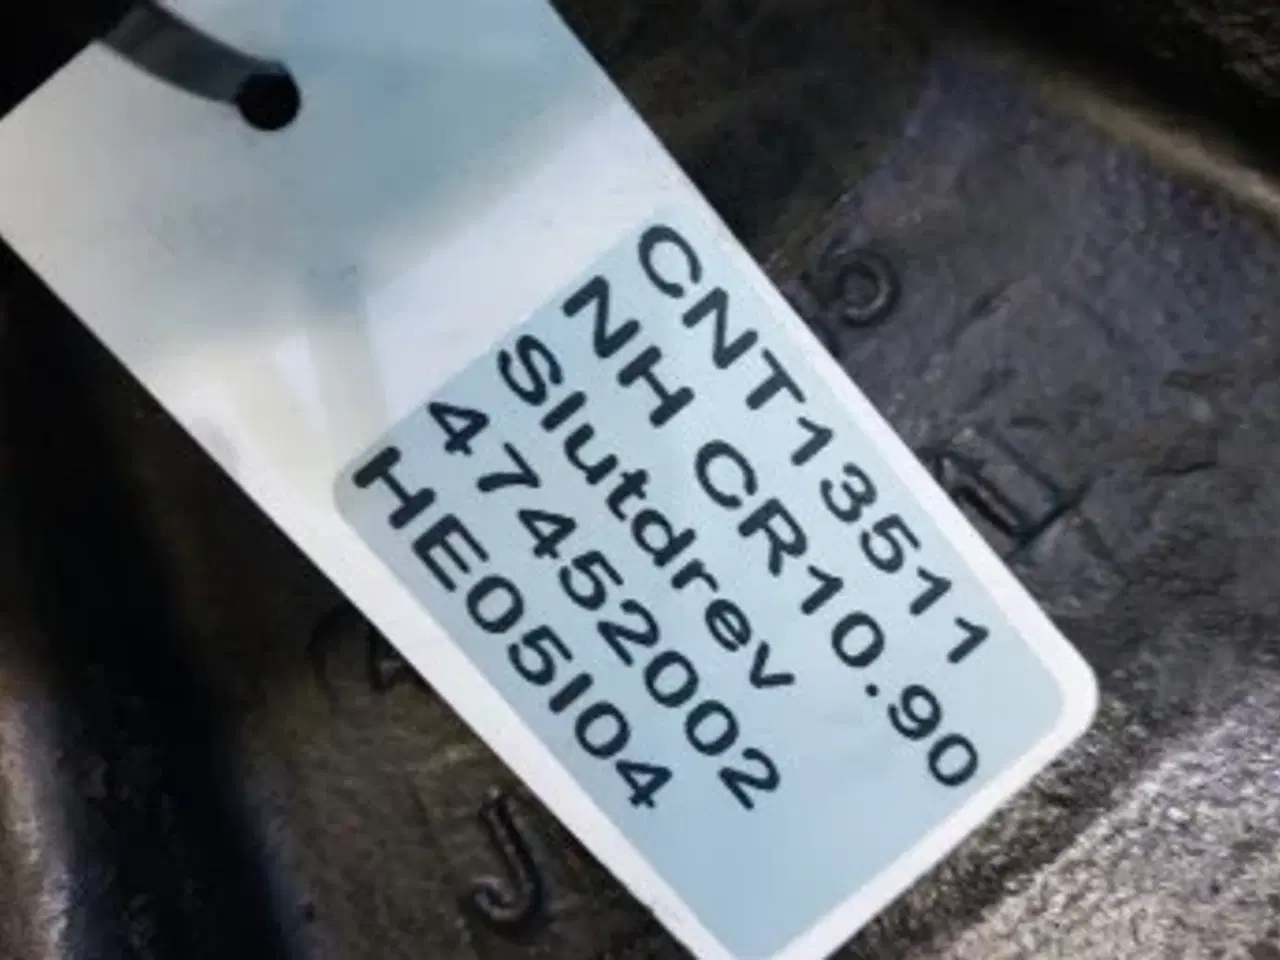 CNT13511
NH CR10.90
Slutdrev
47452002
HE05I04